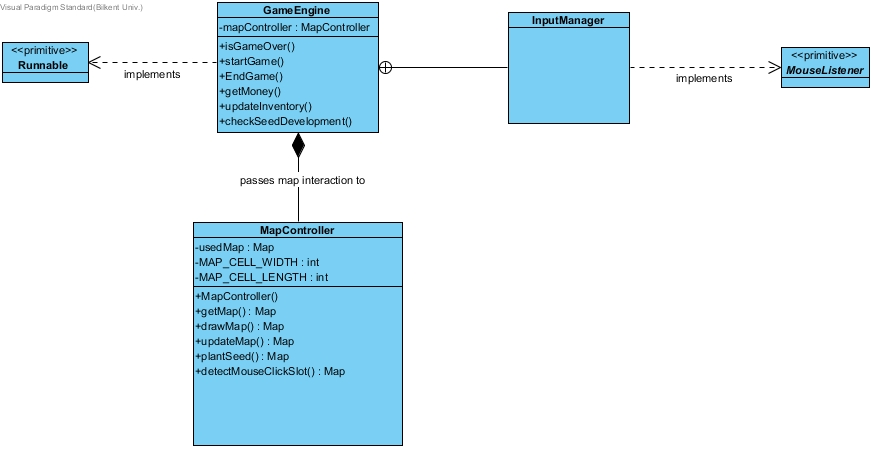 Visual Paradigm Standard(Bilkent Univ.)
GameEngine
-mapController : MapController
+isGameOver()
+startGame()
+EndGame()
+getMoney()
+updateInventory()
+checkSeedDevelopment()
InputManager
<<primitive>>
Runnable
implements
implements
<<primitive>>
MouseListener
passes map interaction to
MapController
-usedMap : Map
-MAP_CELL_WIDTH : int
-MAP_CELL_LENGTH : int
+MapController()
+getMap() : Map
+drawMap() : Map
+updateMap() : Map
+plantSeed() : Map
+detectMouseClickSlot() : Map